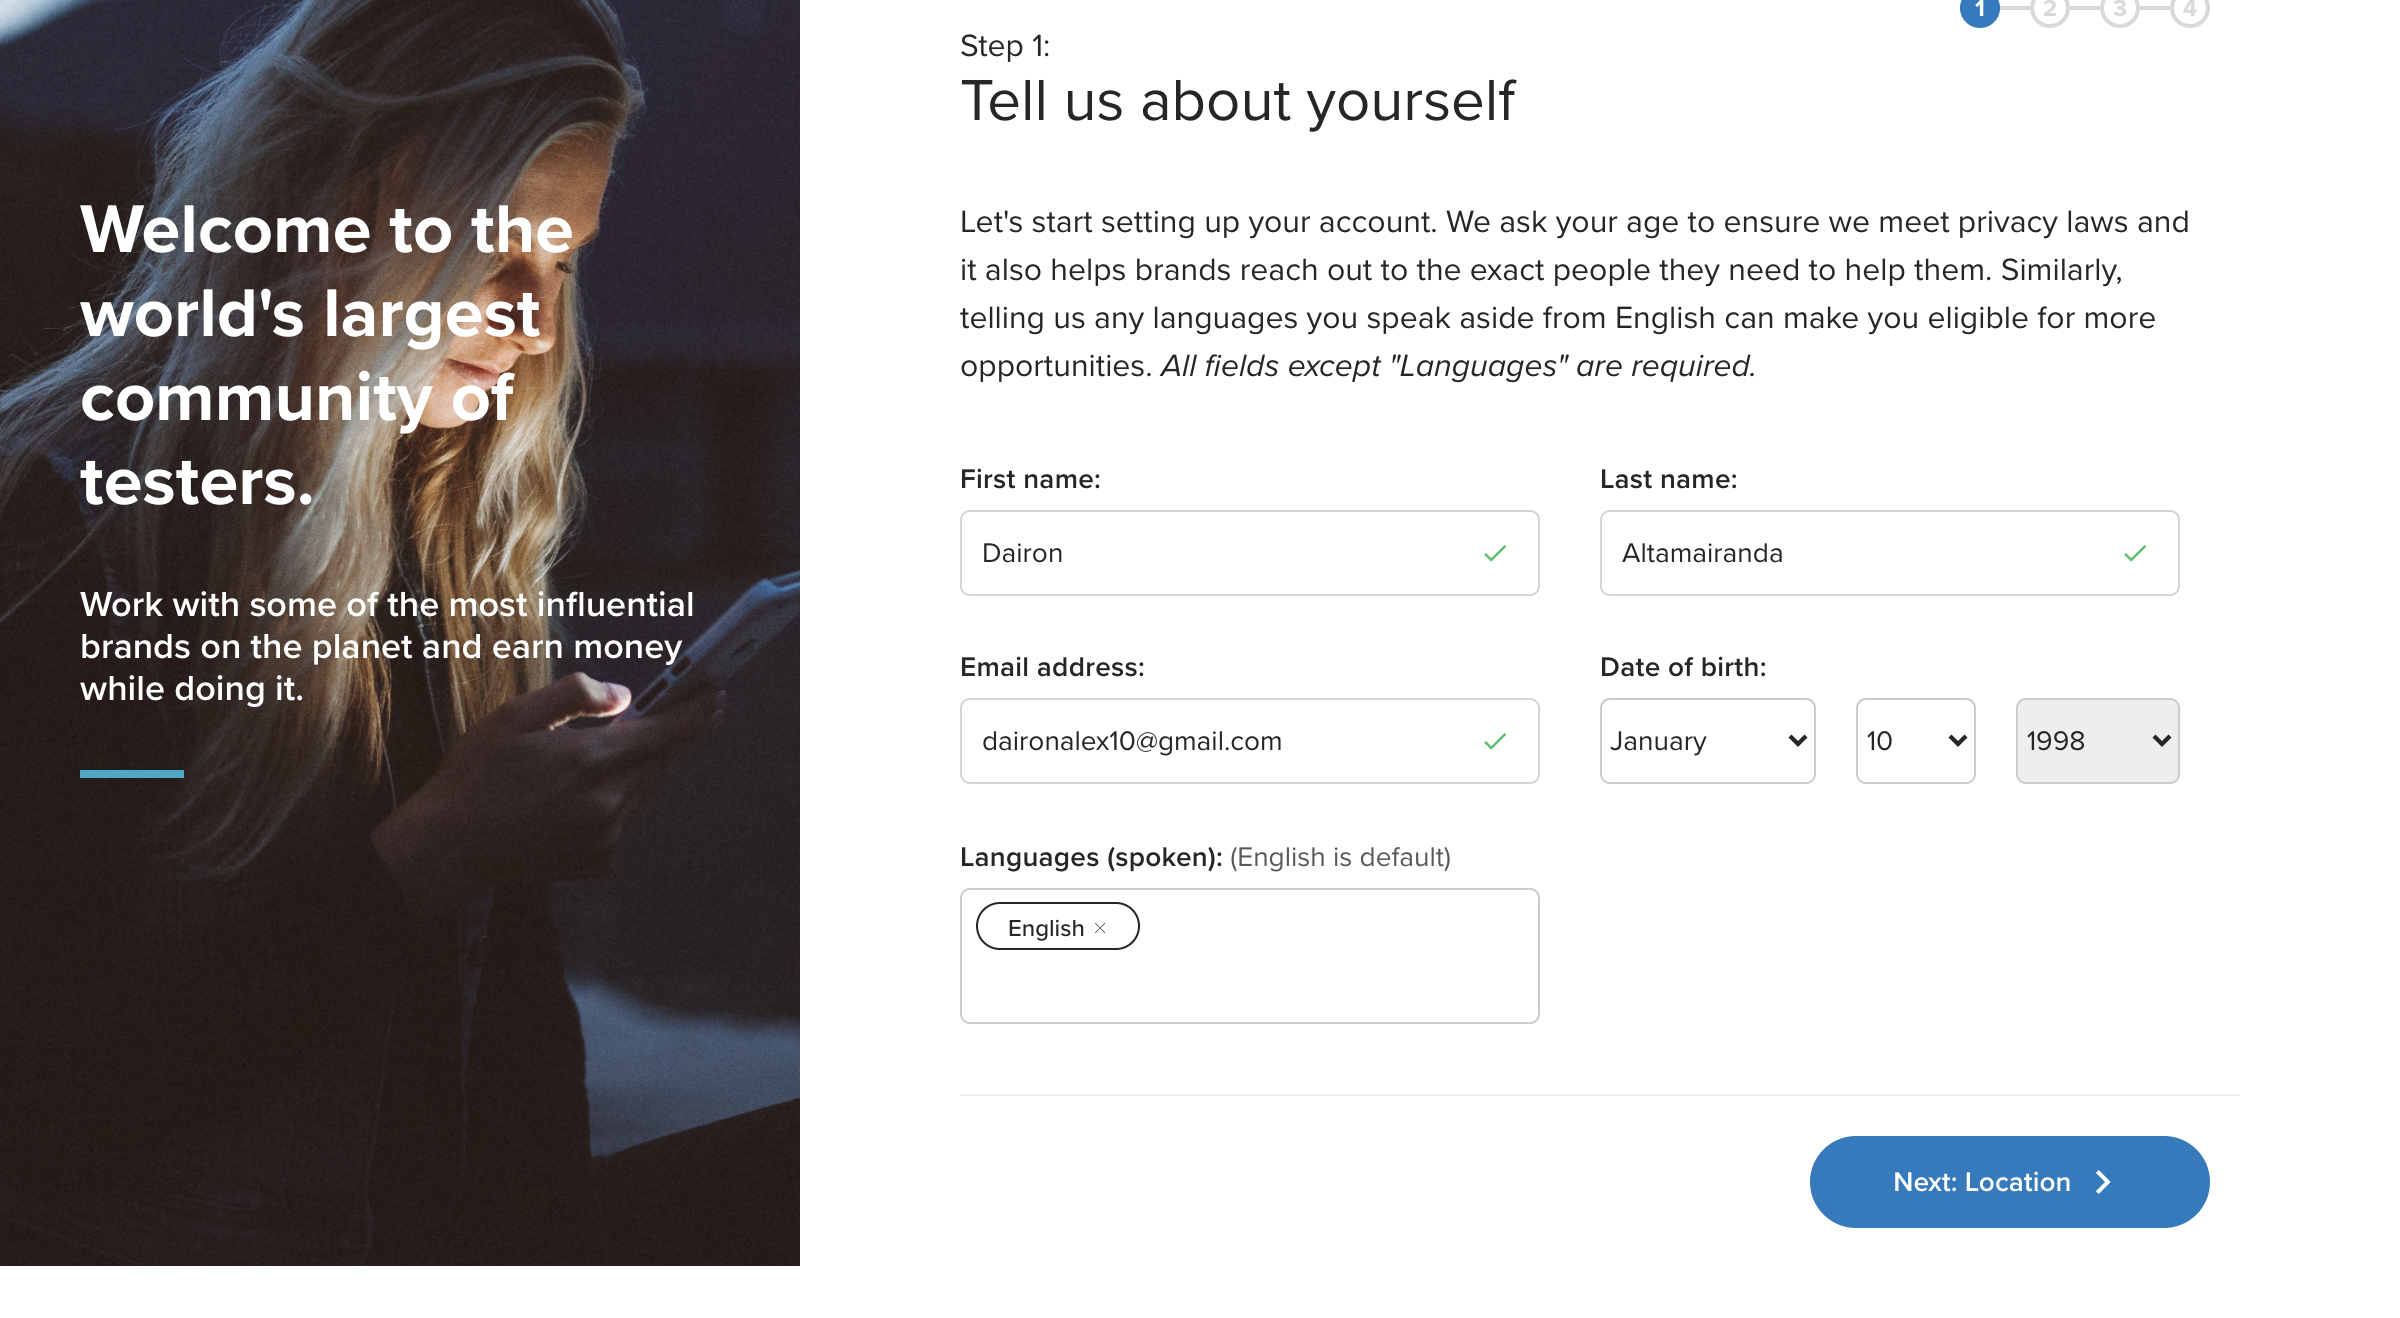 Welcome to the
world's largest
community of
testers.
Work with some of the most influential
brands on the planet and earn money
while doing it.
1 2 3 4
Step 1:
Tell us about yourself
Let's start setting up your account. We ask your age to ensure we meet privacy laws and
it also helps brands reach out to the exact people they need to help them. Similarly,
telling us any languages you speak aside from English can make you eligible for more
opportunities. All fields except "Languages" are required.
First name: Last name:
Dairon Altamairanda
Email address: Date of birth:
daironalex10@gmail.com January 10 1998
Languages (spoken): (English is default)
English ×
Next: Location